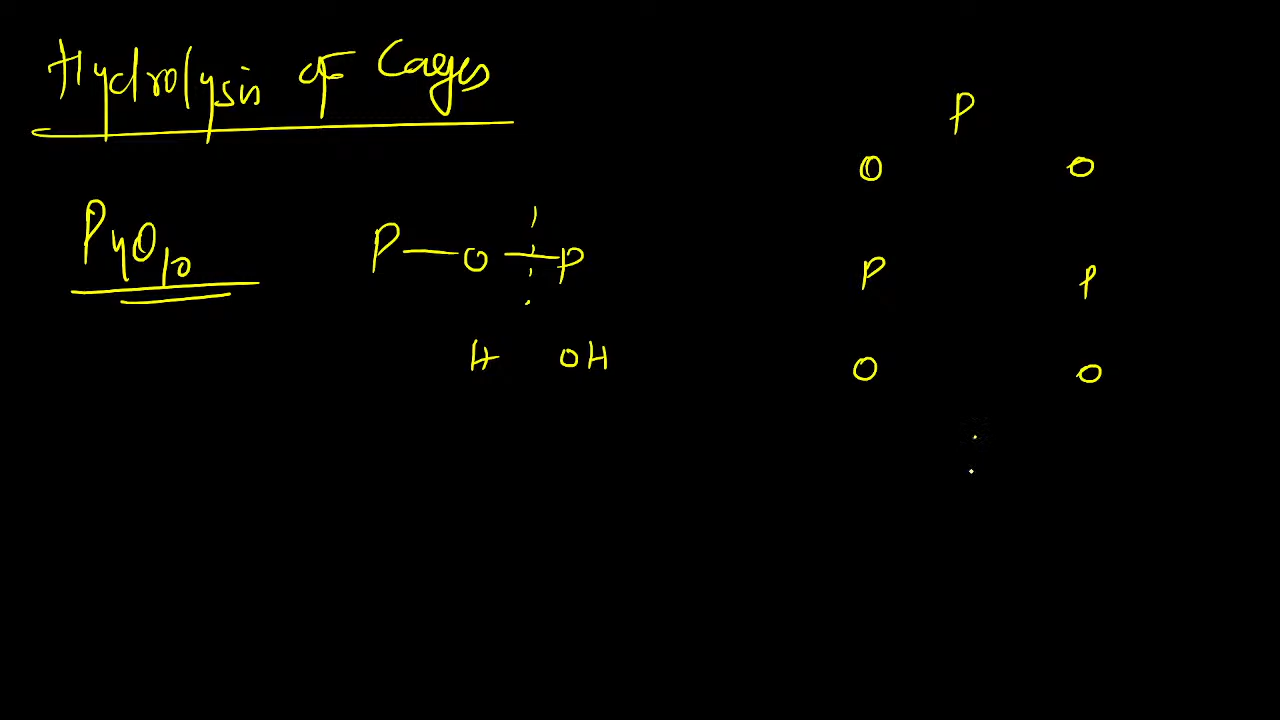 Hydrolysis of Cages
P4O10
P—O—P
H OH
P
O O
P P
O O